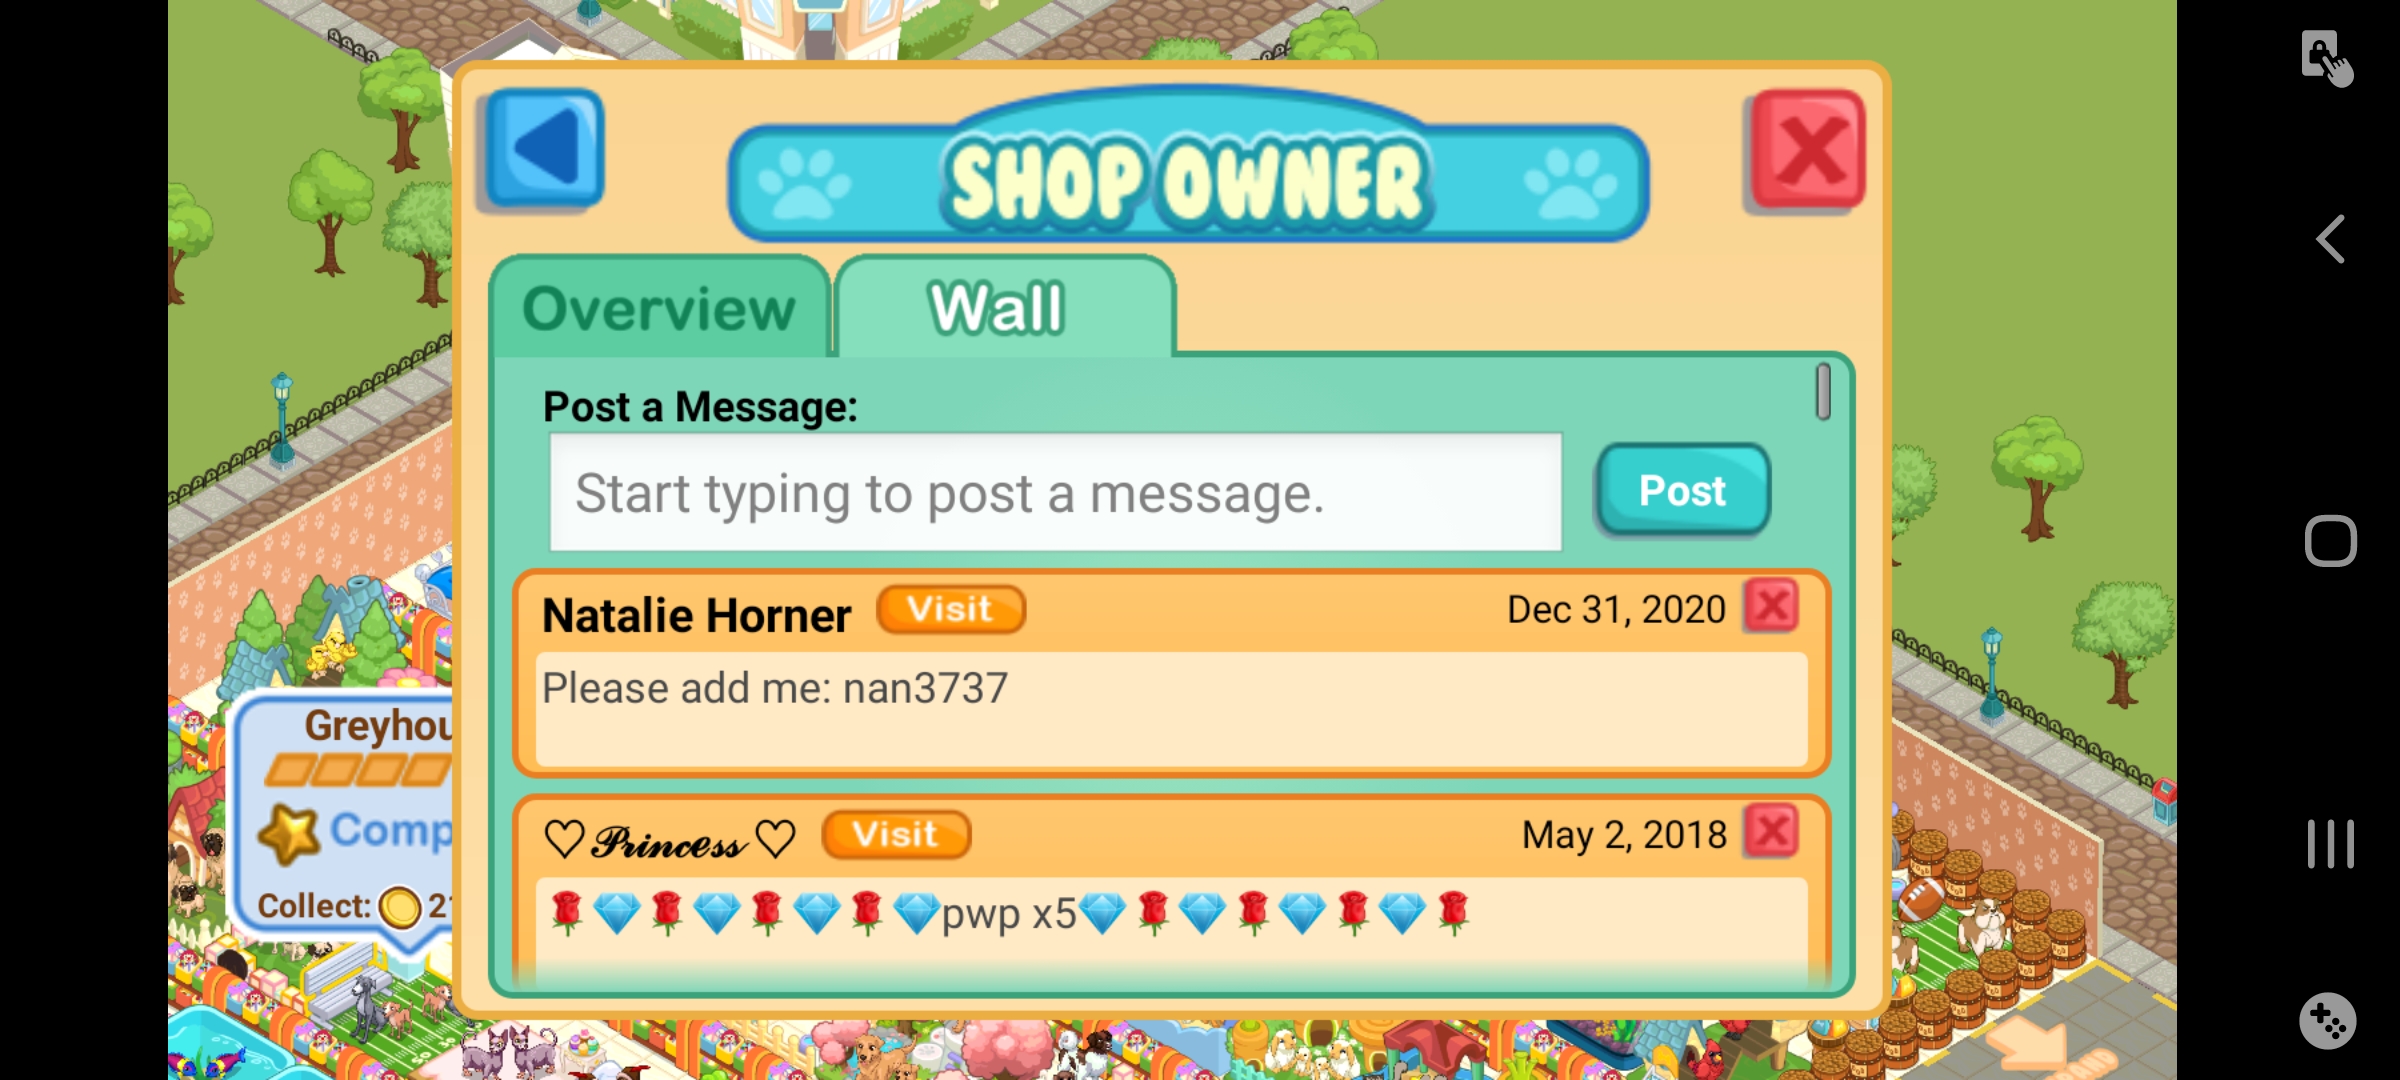 SHOP OWNER
Overview
Wall
Post a Message:
Start typing to post a message.
Post
Natalie Horner
Visit
Dec 31, 2020
Please add me: nan3737
♡𝒫𝓇𝒾𝓃𝒸ℯ𝓈𝓈♡
Visit
May 2, 2018
🌹💎🌹💎🌹💎🌹💎pwp x5💎🌹💎🌹💎🌹💎🌹
Greyhou
Comp
Collect: 2